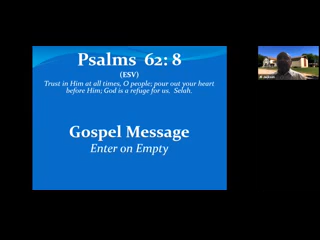 Psalms 62: 8
(ESV)
Trust in Him at all times, O people; pour out your heart
before Him; God is a refuge for us, Selah.
Gospel Message
Enter on Empty